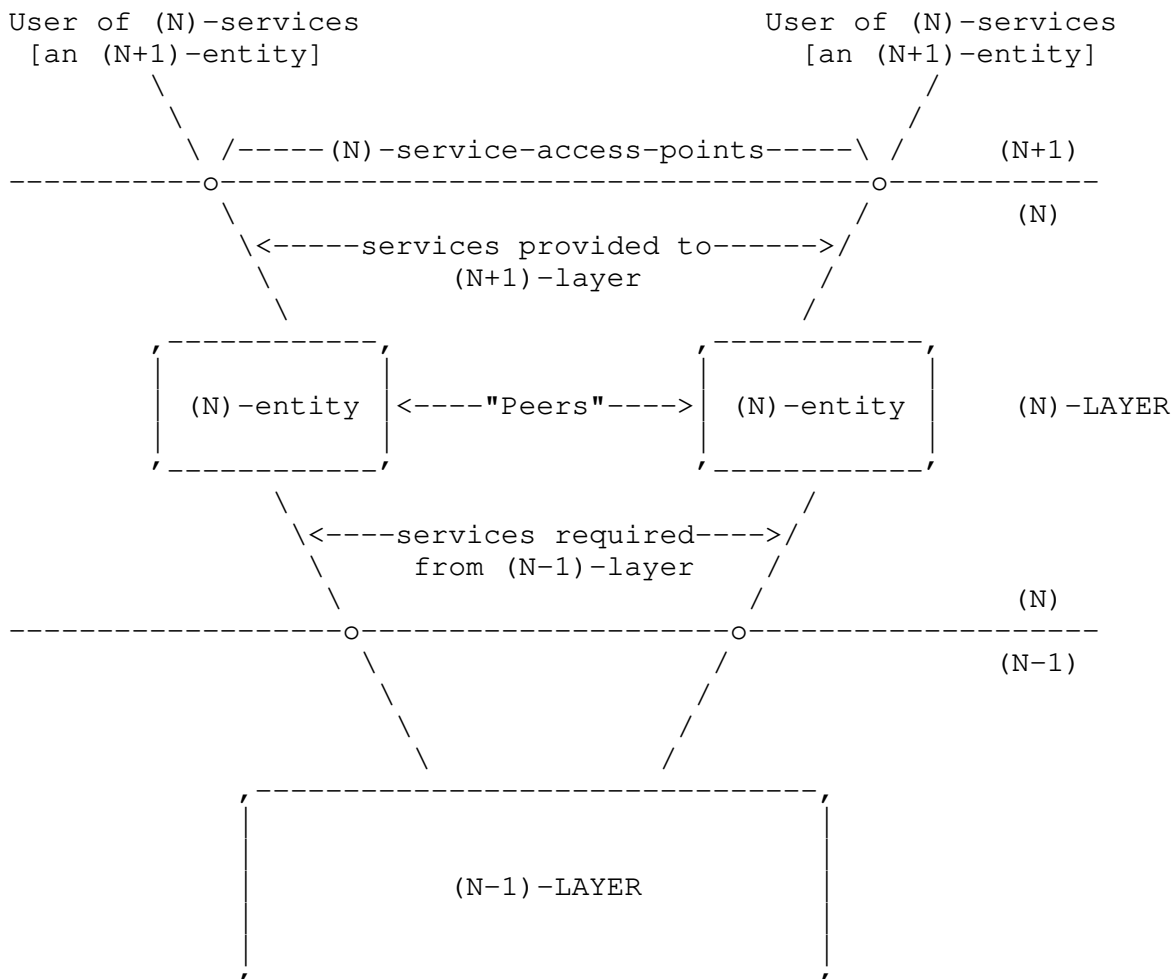 User of (N)-services User of (N)-services
[an (N+1)-entity] [an (N+1)-entity]
(N)-service-access-points (N+1)
(N)
services provided to
(N+1)-layer
(N)-entity "Peers" (N)-entity (N)-LAYER
services required
from (N-1)-layer
(N)
(N-1)
(N-1)-LAYER